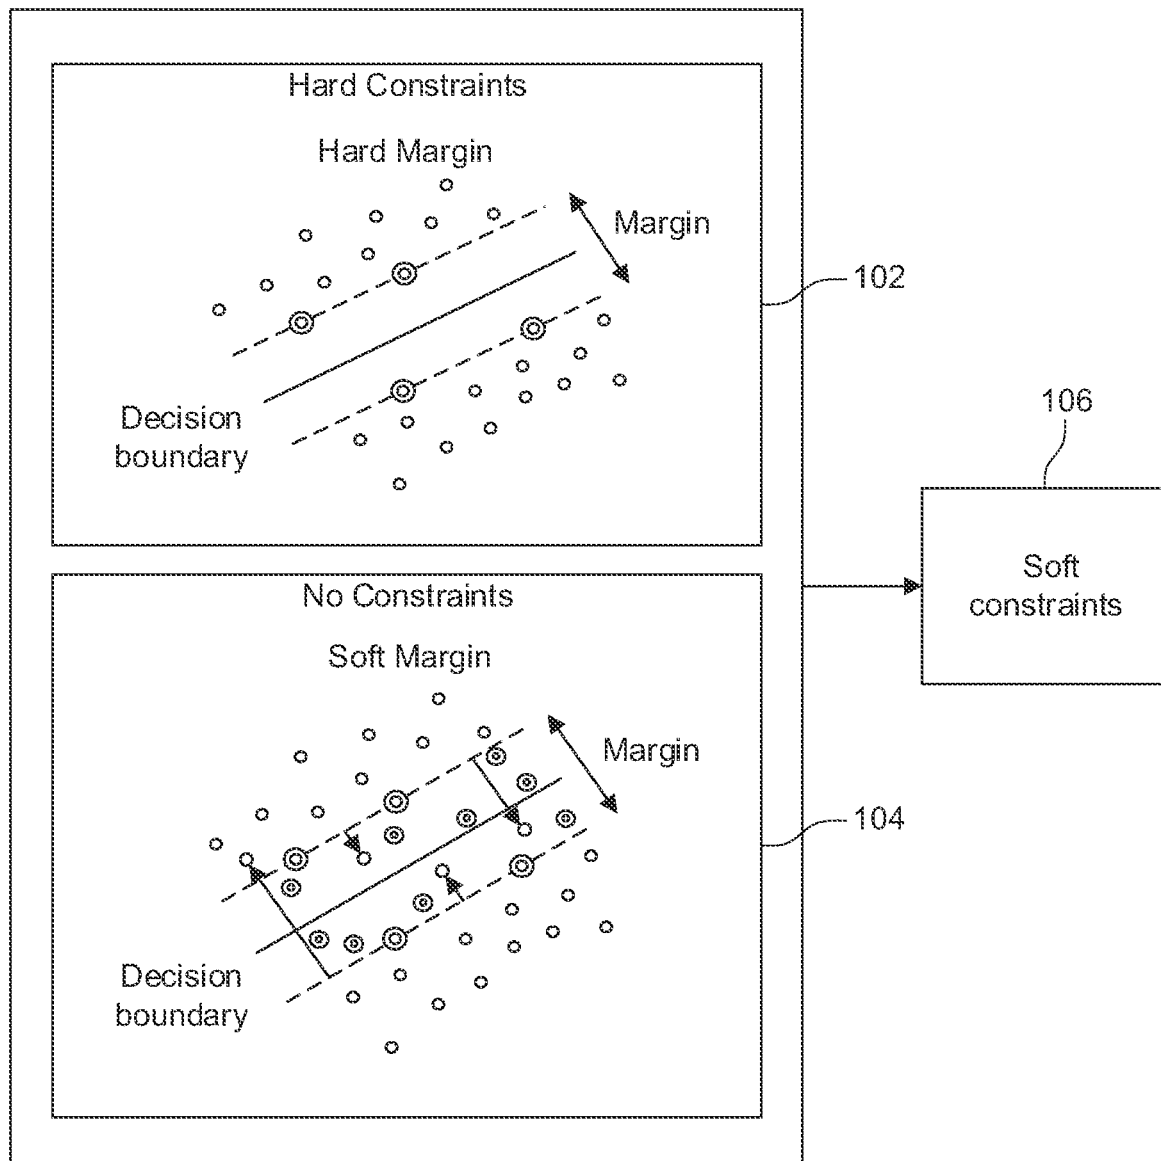 Hard Constraints
Hard Margin
Margin
102
Decision
boundary
106
Soft
constraints
No Constraints
Soft Margin
Margin
104
Decision
boundary